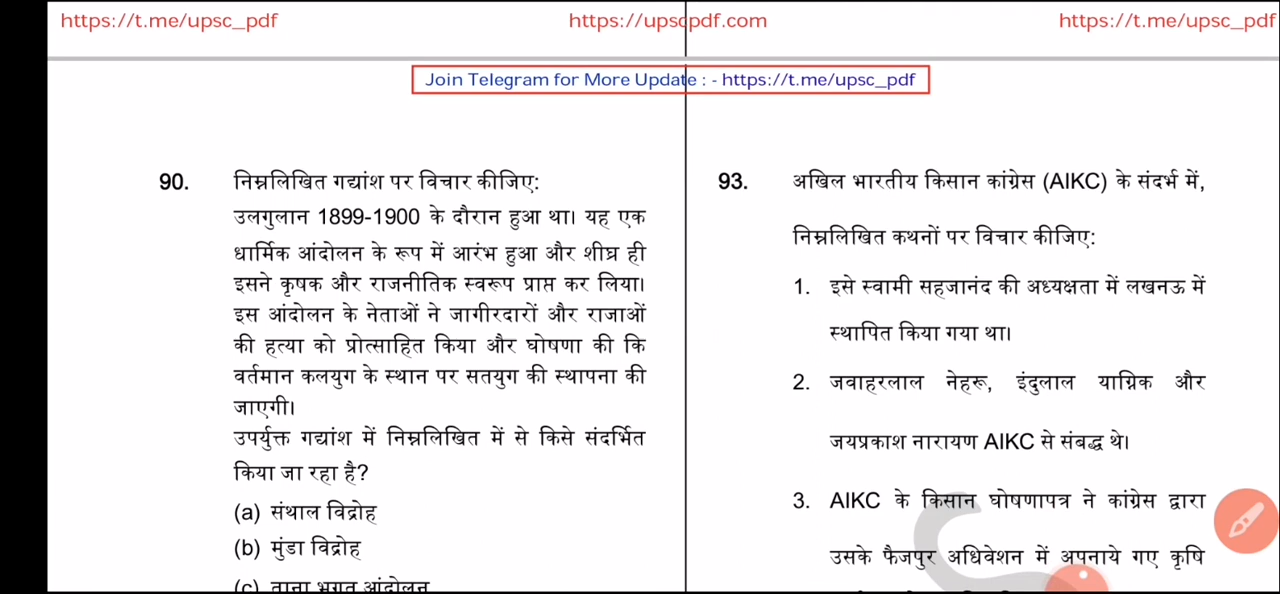 https://t.me/upsc_pdf https://upscpdf.com https://t.me/upsc_pdf
Join Telegram for More Update : - https://t.me/upsc_pdf
90. निम्नलिखित गद्यांश पर विचार कीजिए:
उलगुलान 1899-1900 के दौरान हुआ था। यह एक
धार्मिक आंदोलन के रूप में आरंभ हुआ और शीघ्र ही
इसने कृषक और राजनीतिक स्वरूप प्राप्त कर लिया।
इस आंदोलन के नेताओं ने जागीरदारों और राजाओं
की हत्या को प्रोत्साहित किया और घोषणा की कि
वर्तमान कलयुग के स्थान पर सतयुग की स्थापना की
जाएगी।
उपर्युक्त गद्यांश में निम्नलिखित में से किसे संदर्भित
किया जा रहा है?
(a) संथाल विद्रोह
(b) मुंडा विद्रोह
(c) ताना भगत आंदोलन
93. अखिल भारतीय किसान कांग्रेस (AIKC) के संदर्भ में,
निम्नलिखित कथनों पर विचार कीजिए:
1. इसे स्वामी सहजानंद की अध्यक्षता में लखनऊ में
स्थापित किया गया था।
2. जवाहरलाल नेहरू, इंदुलाल याग्निक और
जयप्रकाश नारायण AIKC से संबद्ध थे।
3. AIKC के किसान घोषणापत्र ने कांग्रेस द्वारा
उसके फैजपुर अधिवेशन में अपनाये गए कृषि